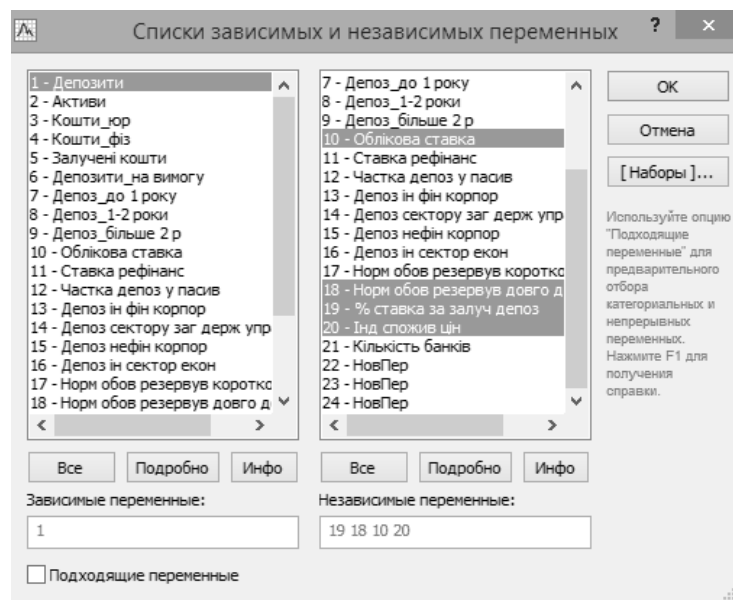 Списки зависимых и независимых переменных
? ×
1 - Депозити
2 - Активи
3 - Кошти_юр
4 - Кошти_фіз
5 - Залучені кошти
6 - Депозити_на вимогу
7 - Депоз_до 1 року
8 - Депоз_1-2 роки
9 - Депоз_більше 2 р
10 - Облікова ставка
11 - Ставка рефінанс
12 - Частка депоз у пасив
13 - Депоз ін фін корпор
14 - Депоз сектору заг держ упр
15 - Депоз нефін корпор
16 - Депоз ін сектор екон
17 - Норм обов резервув коротко
18 - Норм обов резервув довго д
7 - Депоз_до 1 року
8 - Депоз_1-2 роки
9 - Депоз_більше 2 р
10 - Облікова ставка
11 - Ставка рефінанс
12 - Частка депоз у пасив
13 - Депоз ін фін корпор
14 - Депоз сектору заг держ упр
15 - Депоз нефін корпор
16 - Депоз ін сектор екон
17 - Норм обов резервув коротко
18 - Норм обов резервув довго д
19 - % ставка за залуч депоз
20 - Інд спожив цін
21 - Кількість банків
22 - НовПер
23 - НовПер
24 - НовПер
OK
Отмена
[Наборы]...
Используйте опцию
"Подходящие
переменные" для
предварительного
отбора
категориальных и
непрерывных
переменных.
Нажмите F1 для
получения
справки.
Все Подробно Инфо
Все Подробно Инфо
Зависимые переменные:
1
Независимые переменные:
19 18 10 20
Подходящие переменные